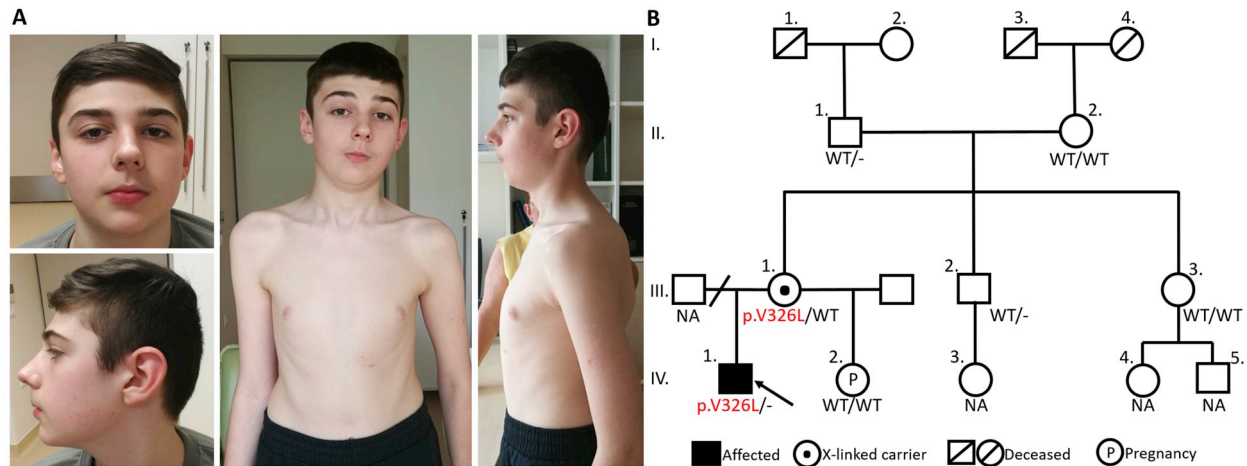 A
B
I.
1.
2.
3.
4.
II.
1.
WT/-
2.
WT/WT
III.
NA
1.
p.V326L/WT
2.
WT/-
3.
WT/WT
IV.
1.
p.V326L/-
2.
P
WT/WT
3.
NA
4.
NA
5.
NA
Affected
X-linked carrier
Deceased
P Pregnancy